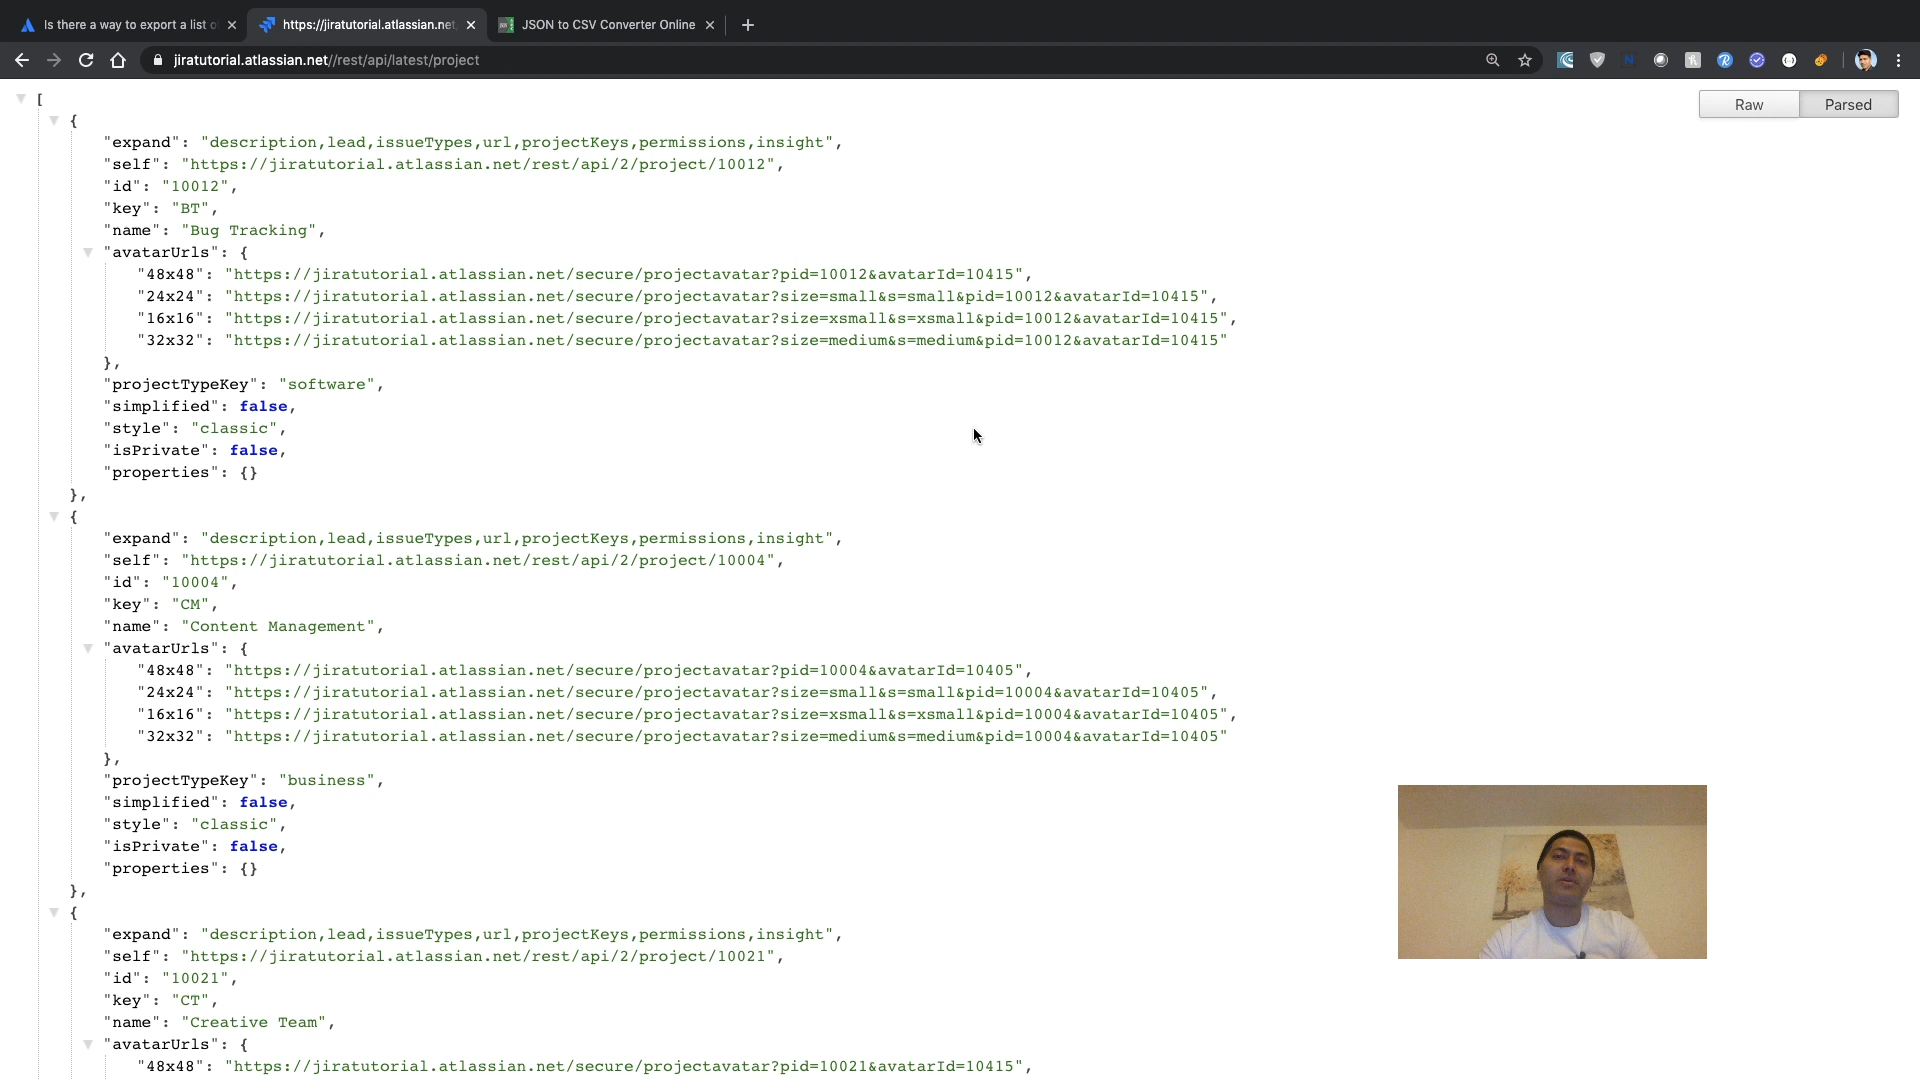 Is there a way to export a list o
https://jiratutorial.atlassian.net
JSON to CSV Converter Online
jiratutorial.atlassian.net//rest/api/latest/project
Raw
Parsed
[
{
"expand": "description,lead,issueTypes,url,projectKeys,permissions,insight",
"self": "https://jiratutorial.atlassian.net/rest/api/2/project/10012",
"id": "10012",
"key": "BT",
"name": "Bug Tracking",
"avatarUrls": {
"48x48": "https://jiratutorial.atlassian.net/secure/projectavatar?pid=10012&avatarId=10415",
"24x24": "https://jiratutorial.atlassian.net/secure/projectavatar?size=small&s=small&pid=10012&avatarId=10415",
"16x16": "https://jiratutorial.atlassian.net/secure/projectavatar?size=xsmall&s=xsmall&pid=10012&avatarId=10415",
"32x32": "https://jiratutorial.atlassian.net/secure/projectavatar?size=medium&s=medium&pid=10012&avatarId=10415"
},
"projectTypeKey": "software",
"simplified": false,
"style": "classic",
"isPrivate": false,
"properties": {}
},
{
"expand": "description,lead,issueTypes,url,projectKeys,permissions,insight",
"self": "https://jiratutorial.atlassian.net/rest/api/2/project/10004",
"id": "10004",
"key": "CM",
"name": "Content Management",
"avatarUrls": {
"48x48": "https://jiratutorial.atlassian.net/secure/projectavatar?pid=10004&avatarId=10405",
"24x24": "https://jiratutorial.atlassian.net/secure/projectavatar?size=small&s=small&pid=10004&avatarId=10405",
"16x16": "https://jiratutorial.atlassian.net/secure/projectavatar?size=xsmall&s=xsmall&pid=10004&avatarId=10405",
"32x32": "https://jiratutorial.atlassian.net/secure/projectavatar?size=medium&s=medium&pid=10004&avatarId=10405"
},
"projectTypeKey": "business",
"simplified": false,
"style": "classic",
"isPrivate": false,
"properties": {}
},
{
"expand": "description,lead,issueTypes,url,projectKeys,permissions,insight",
"self": "https://jiratutorial.atlassian.net/rest/api/2/project/10021",
"id": "10021",
"key": "CT",
"name": "Creative Team",
"avatarUrls": {
"48x48": "https://jiratutorial.atlassian.net/secure/projectavatar?pid=10021&avatarId=10415",